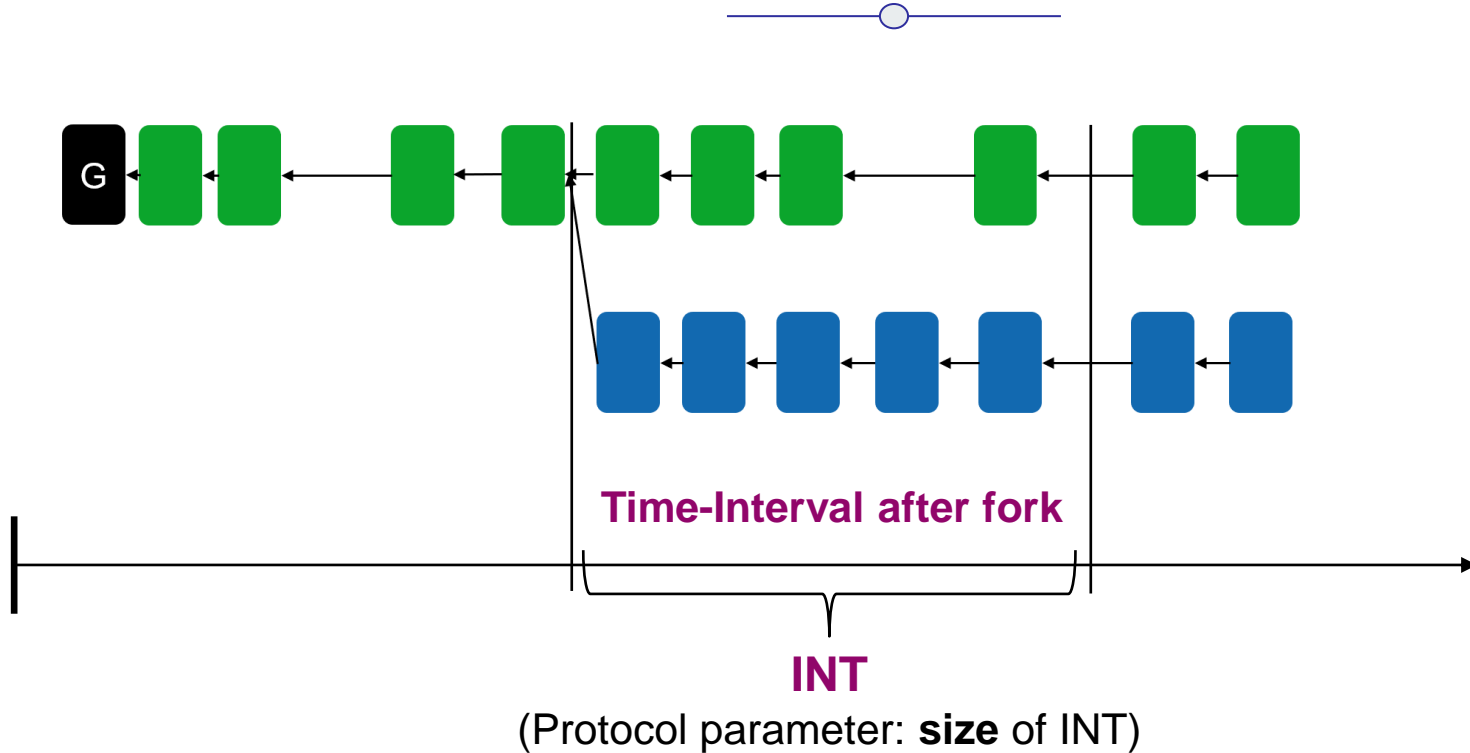 G
Time-Interval after fork
INT
(Protocol parameter: size of INT)